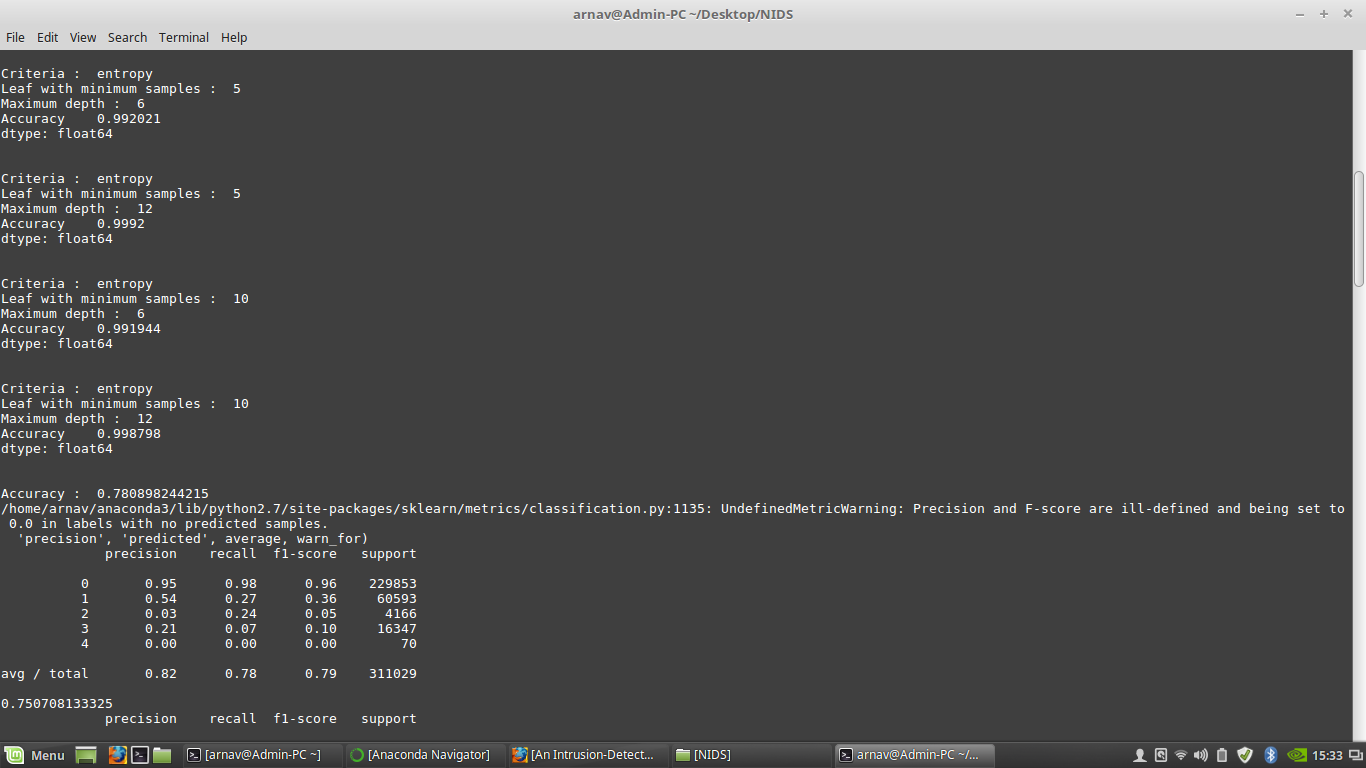 arnav@Admin-PC ~/Desktop/NIDS
File Edit View Search Terminal Help
Criteria :  entropy
Leaf with minimum samples :  5
Maximum depth :  6
Accuracy    0.992021
dtype: float64
Criteria :  entropy
Leaf with minimum samples :  5
Maximum depth :  12
Accuracy    0.9992
dtype: float64
Criteria :  entropy
Leaf with minimum samples :  10
Maximum depth :  6
Accuracy    0.991944
dtype: float64
Criteria :  entropy
Leaf with minimum samples :  10
Maximum depth :  12
Accuracy    0.998798
dtype: float64
Accuracy :  0.780898244215
/home/arnav/anaconda3/lib/python2.7/site-packages/sklearn/metrics/classification.py:1135: UndefinedMetricWarning: Precision and F-score are ill-defined and being set to
0.0 in labels with no predicted samples.
'precision', 'predicted', average, warn_for)
precision    recall  f1-score   support
0       0.95      0.98      0.96    229853
1       0.54      0.27      0.36     60593
2       0.03      0.24      0.05      4166
3       0.21      0.07      0.10     16347
4       0.00      0.00      0.00        70
avg / total       0.82      0.78      0.79    311029
0.750708133325
precision    recall  f1-score   support
Menu [arnav@Admin-PC ~] [Anaconda Navigator] [An Intrusion-Detect... [NIDS] arnav@Admin-PC ~/... 15:33